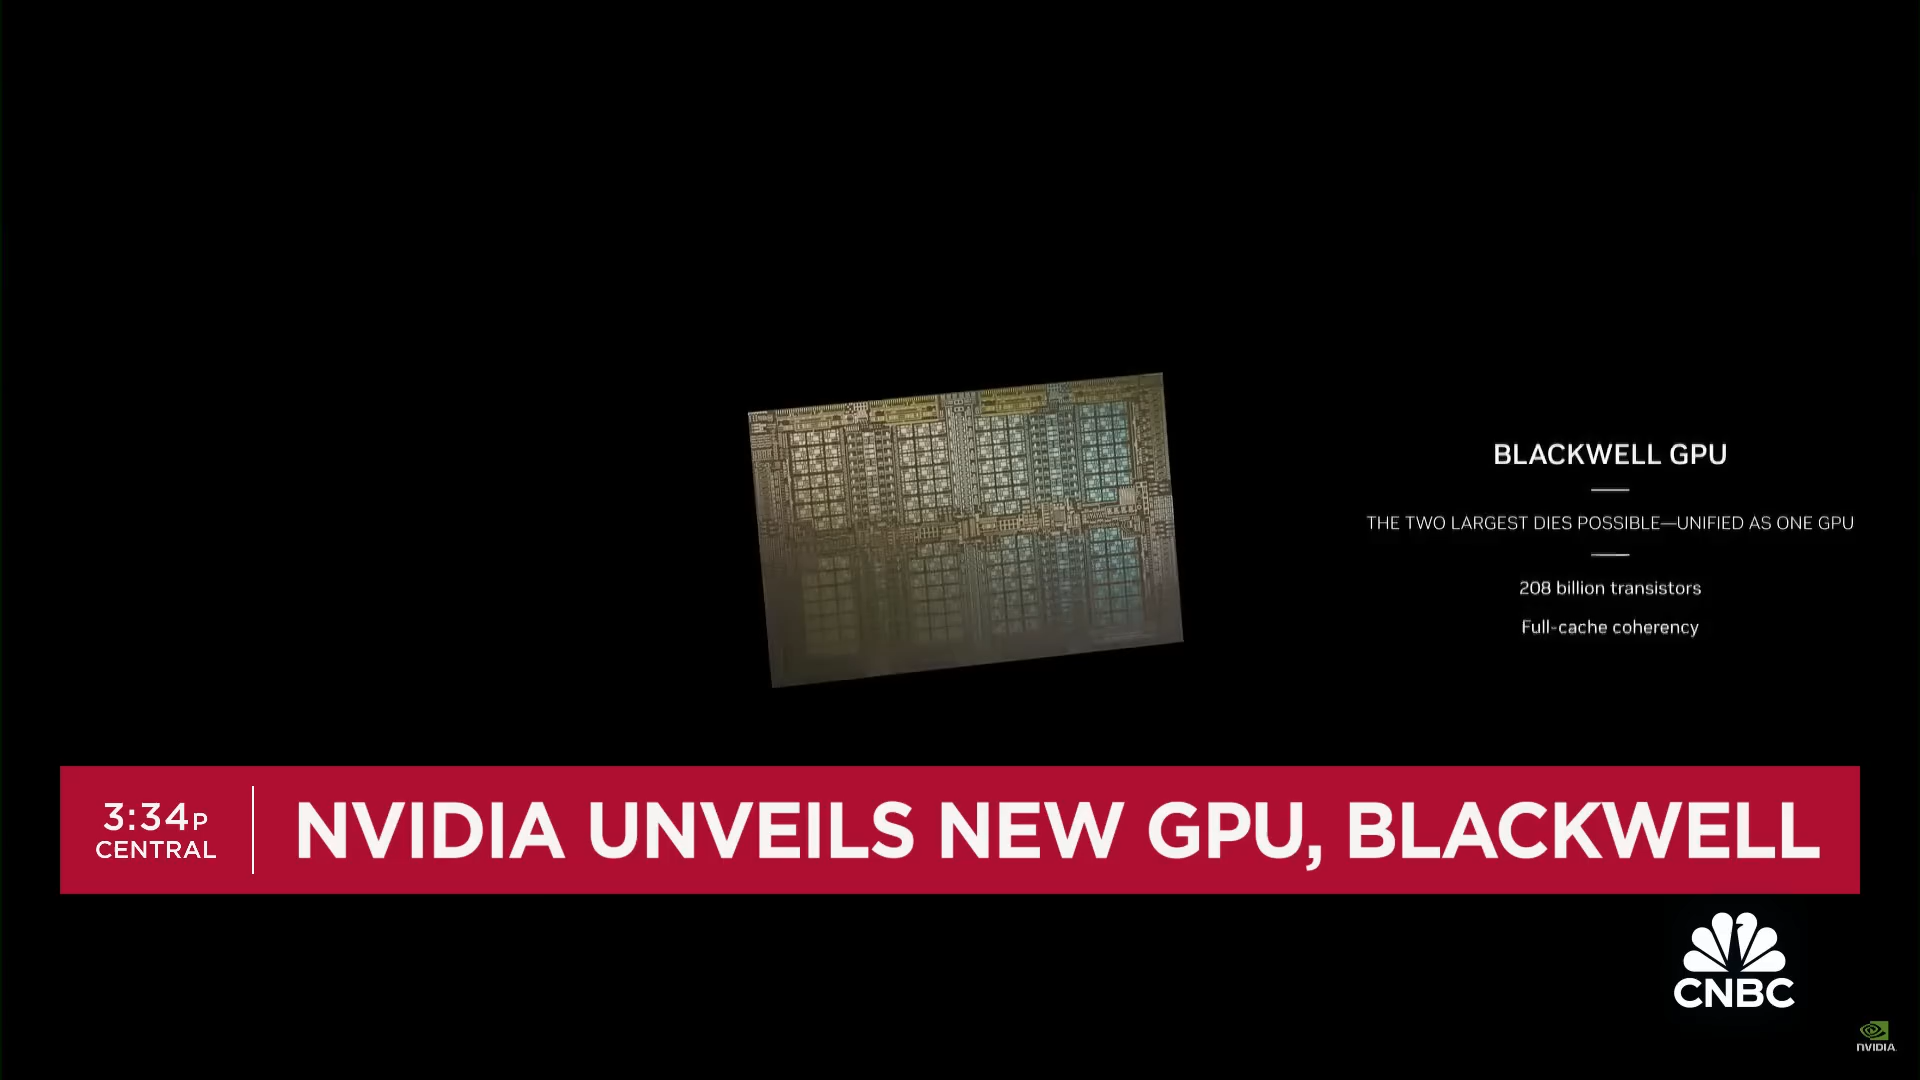 BLACKWELL GPU
THE TWO LARGEST DIES POSSIBLE—UNIFIED AS ONE GPU
208 billion transistors
Full-cache coherency
3:34P
CENTRAL
NVIDIA UNVEILS NEW GPU, BLACKWELL
CNBC
NVIDIA